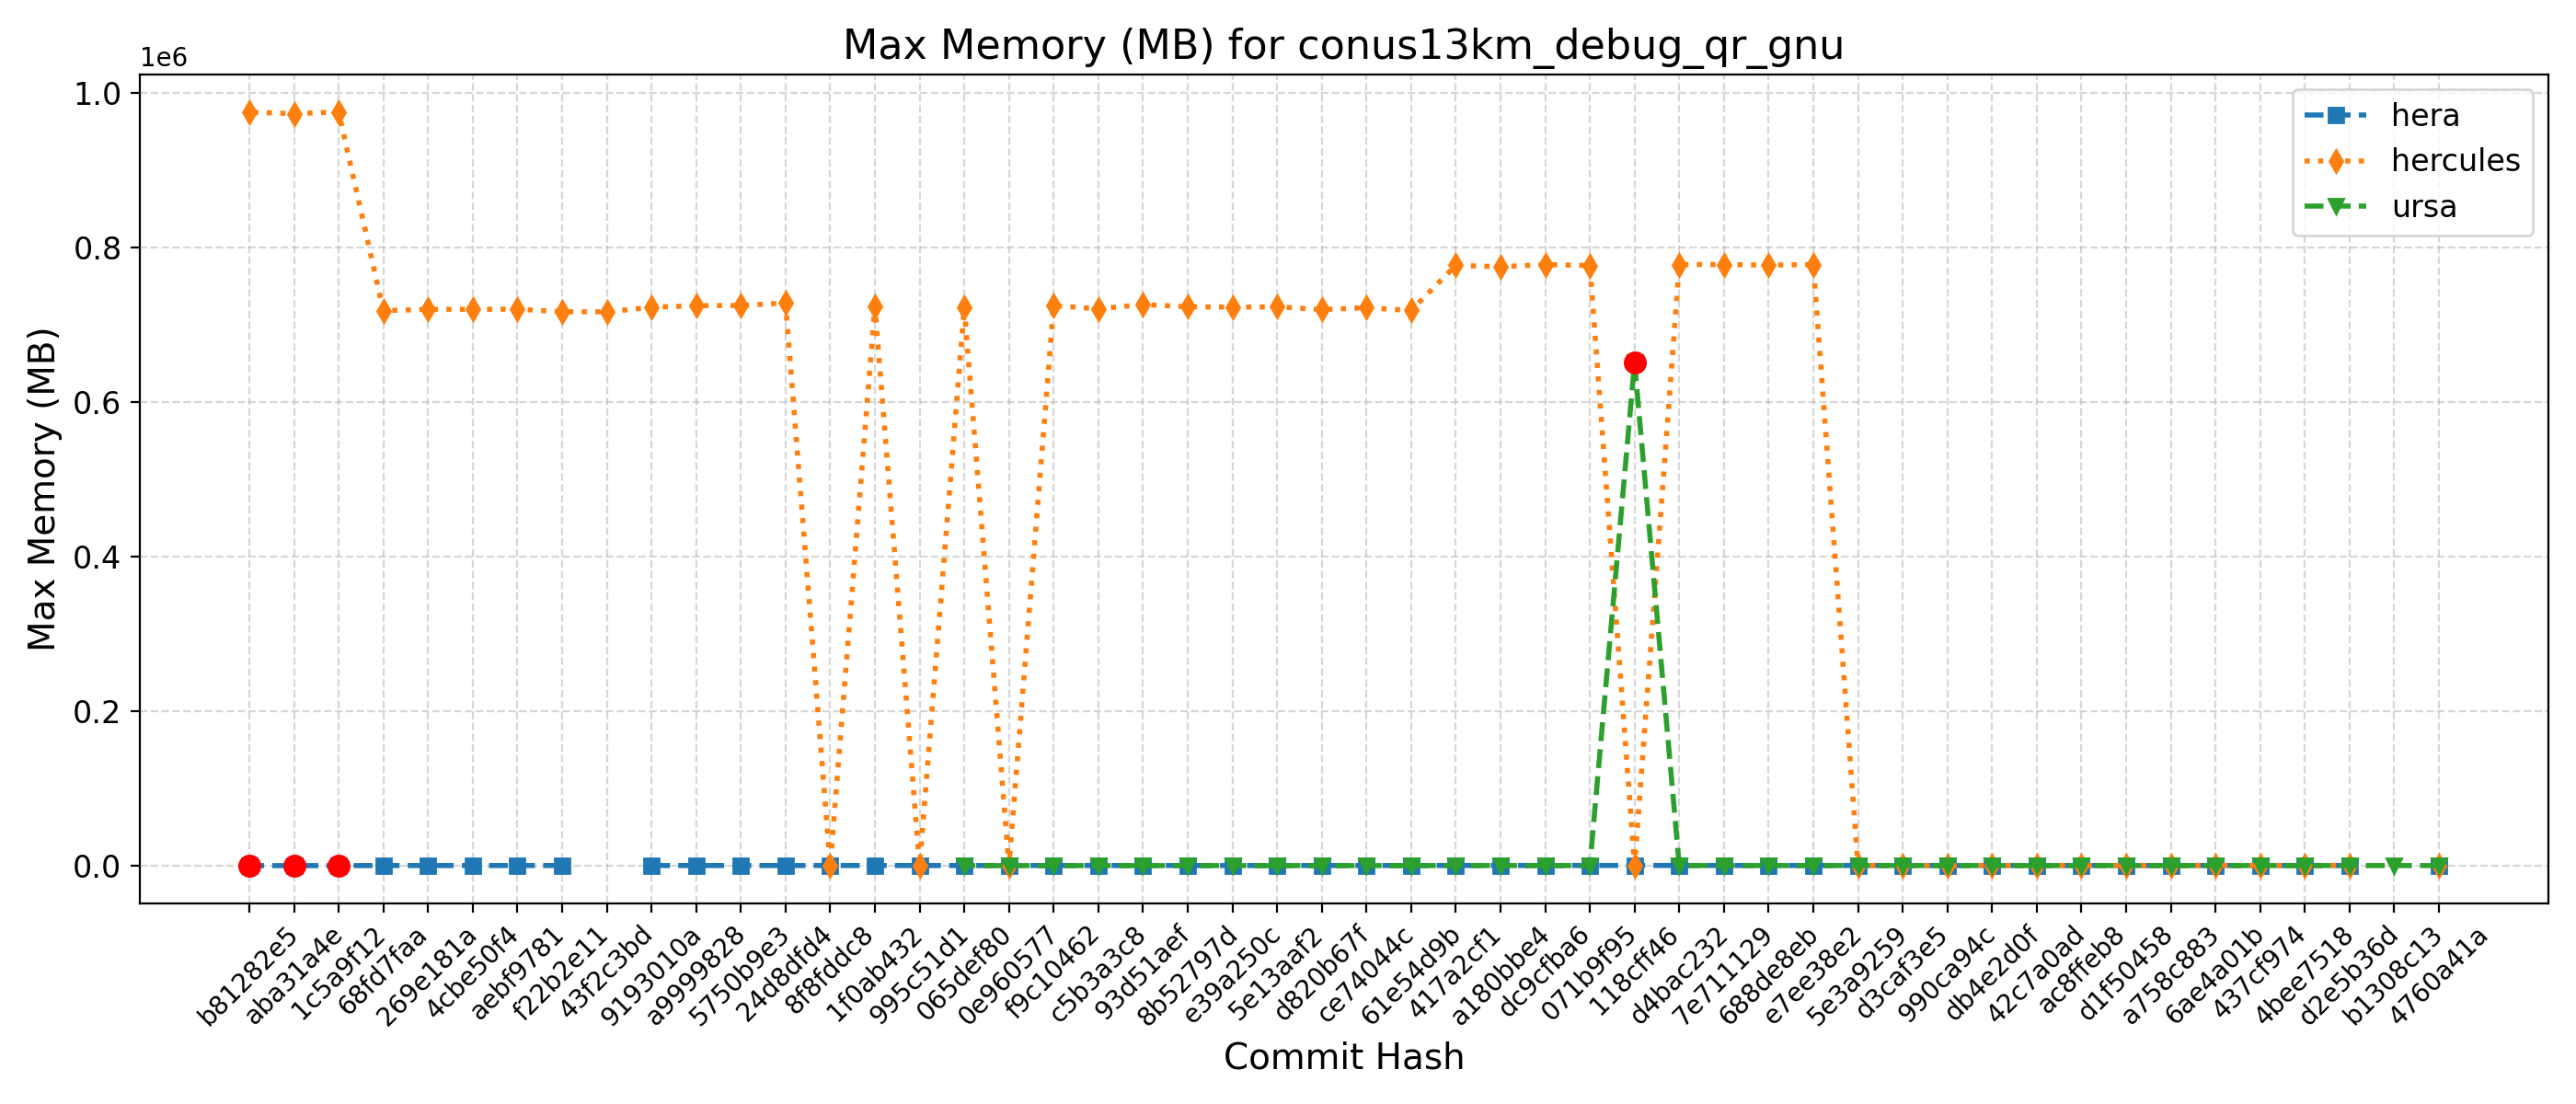 Max Memory (MB) for conus13km_debug_qr_gnu
1e6
1.0
0.8
0.6
0.4
0.2
0.0
Max Memory (MB)
hera
hercules
ursa
b81282e5
aba31a4e
1c5a9f12
68fd7faa
269e181a
4cbe50f4
aebf9781
f22b2e11
43f2c3bd
9193010a
a9999828
5750b9e3
24d8dfd4
8f8fddc8
1f0ab432
995c51d1
065def80
0e960577
f9c10462
c5b3a3c8
93d51aef
8b52797d
e39a250c
5e13aaf2
d820b67f
ce74044c
61e54d9b
417a2cf1
a180bbe4
dc9cfba6
071b9f95
118cff46
d4bac232
7e711129
688de8eb
e7ee38e2
5e3a9259
d3caf3e5
990ca94c
db4e2d0f
42c7a0ad
ac8ffeb8
d1f50458
a758c883
6ae4a01b
437cf974
4bee7518
d2e5b36d
b1308c13
4760a41a
Commit Hash